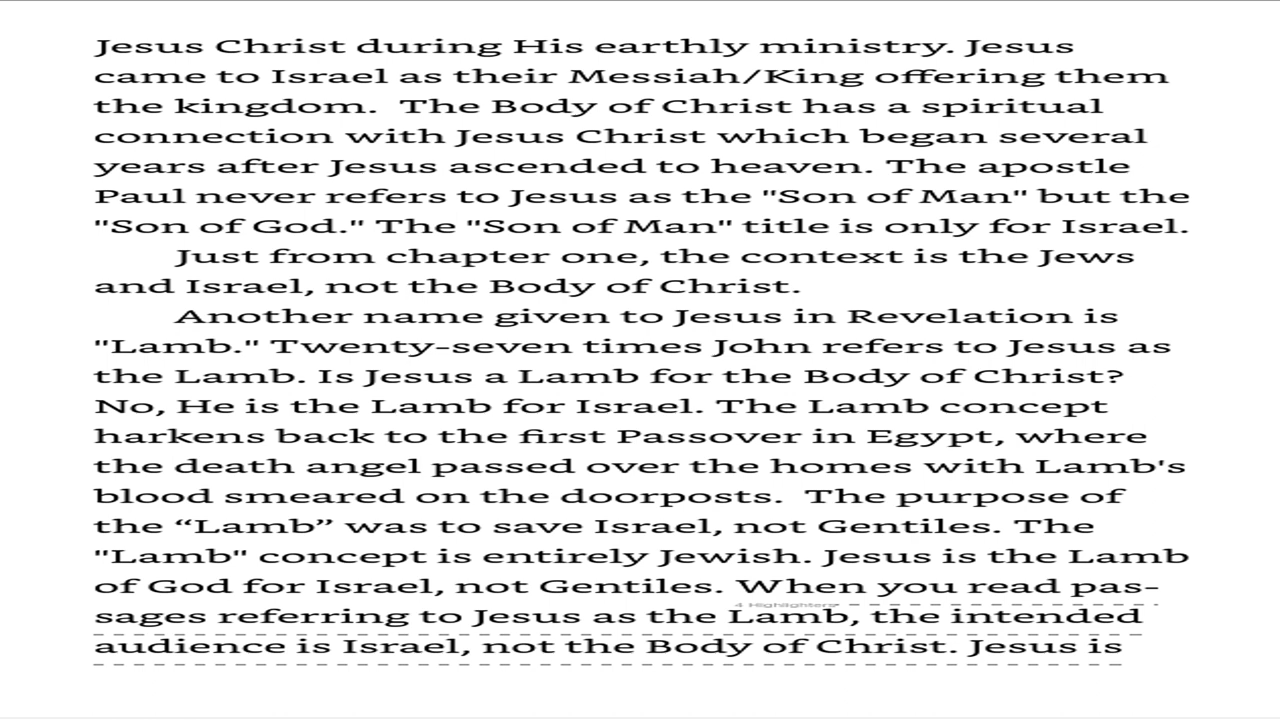 Jesus Christ during His earthly ministry. Jesus
came to Israel as their Messiah/King offering them
the kingdom.  The Body of Christ has a spiritual
connection with Jesus Christ which began several
years after Jesus ascended to heaven. The apostle
Paul never refers to Jesus as the "Son of Man" but the
"Son of God." The "Son of Man" title is only for Israel.
Just from chapter one, the context is the Jews
and Israel, not the Body of Christ.
Another name given to Jesus in Revelation is
"Lamb." Twenty-seven times John refers to Jesus as
the Lamb. Is Jesus a Lamb for the Body of Christ?
No, He is the Lamb for Israel. The Lamb concept
harkens back to the first Passover in Egypt, where
the death angel passed over the homes with Lamb's
blood smeared on the doorposts.  The purpose of
the “Lamb” was to save Israel, not Gentiles. The
"Lamb" concept is entirely Jewish. Jesus is the Lamb
of God for Israel, not Gentiles. When you read pas-
4 Highlighters
sages referring to Jesus as the Lamb, the intended
audience is Israel, not the Body of Christ. Jesus is